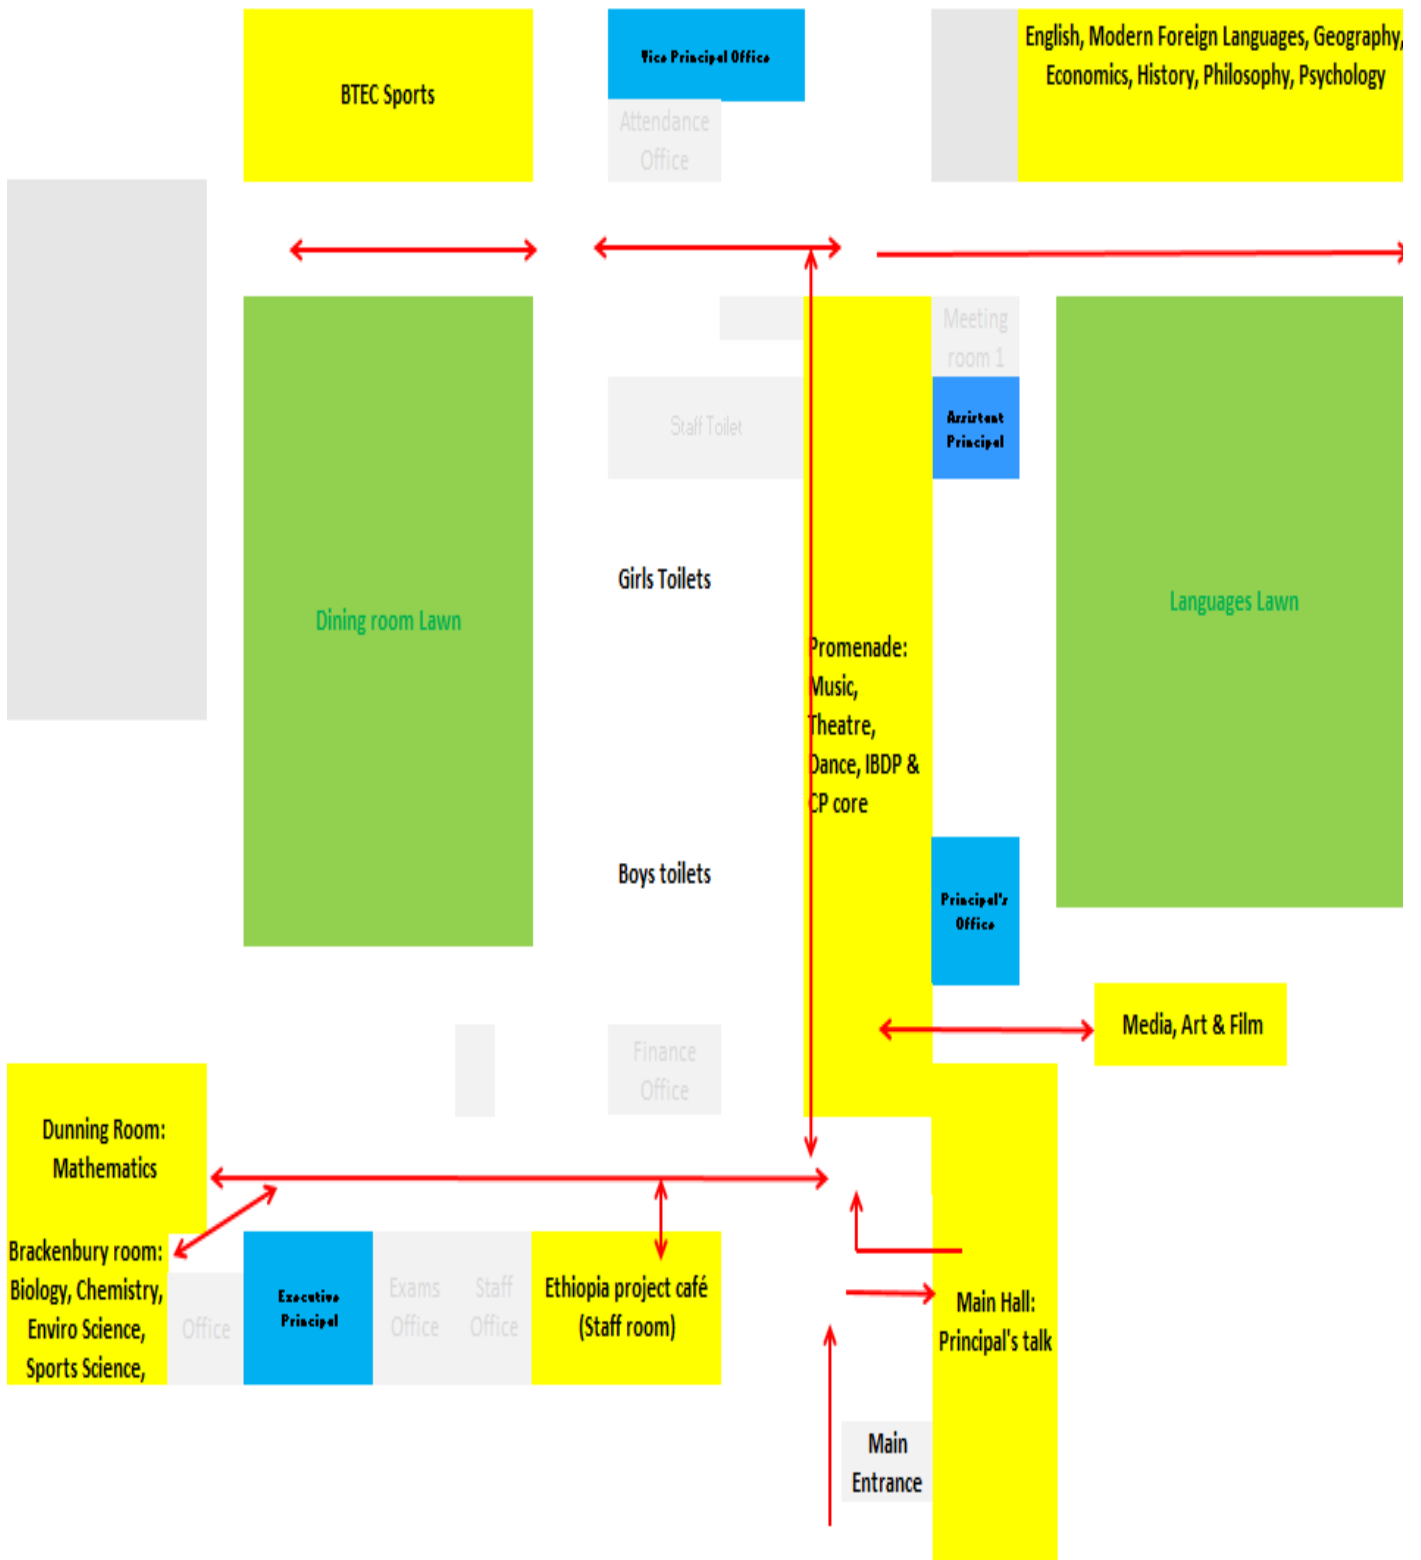 BTEC Sports
Vice Principal Office
Attendance
Office
English, Modern Foreign Languages, Geography,
Economics, History, Philosophy, Psychology
Meeting
room 1
Staff Toilet
Assistant
Principal
Girls Toilets
Dining room Lawn
Languages Lawn
Promenade:
Music,
Theatre,
Dance, IBDP &
CP core
Boys toilets
Principal's
Office
Media, Art & Film
Finance
Office
Dunning Room:
Mathematics
Brackenbury room:
Biology, Chemistry,
Enviro Science,
Sports Science,
Office
Executive
Principal
Exams
Office
Staff
Office
Ethiopia project café
(Staff room)
Main Hall:
Principal's talk
Main
Entrance